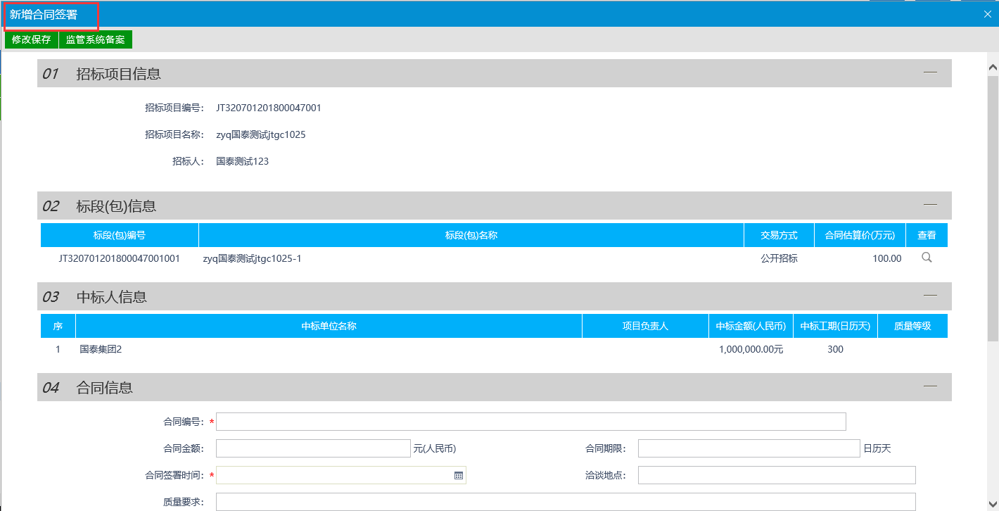 新增合同签署
修改保存 监管系统备案
01 招标项目信息
招标项目编号： JT320701201800047001
招标项目名称： zyq国泰测试jtgc1025
招标人： 国泰测试123
02 标段(包)信息
标段(包)编号 标段(包)名称 交易方式 合同估算价(万元) 查看
JT320701201800047001001 zyq国泰测试jtgc1025-1 公开招标 100.00
03 中标人信息
序 中标单位名称 项目负责人 中标金额(人民币) 中标工期(日历天) 质量等级
1 国泰集团2 1,000,000.00元 300
04 合同信息
合同编号： *
合同金额： 元(人民币) 合同期限： 日历天
合同签署时间： * 洽谈地点：
质量要求：